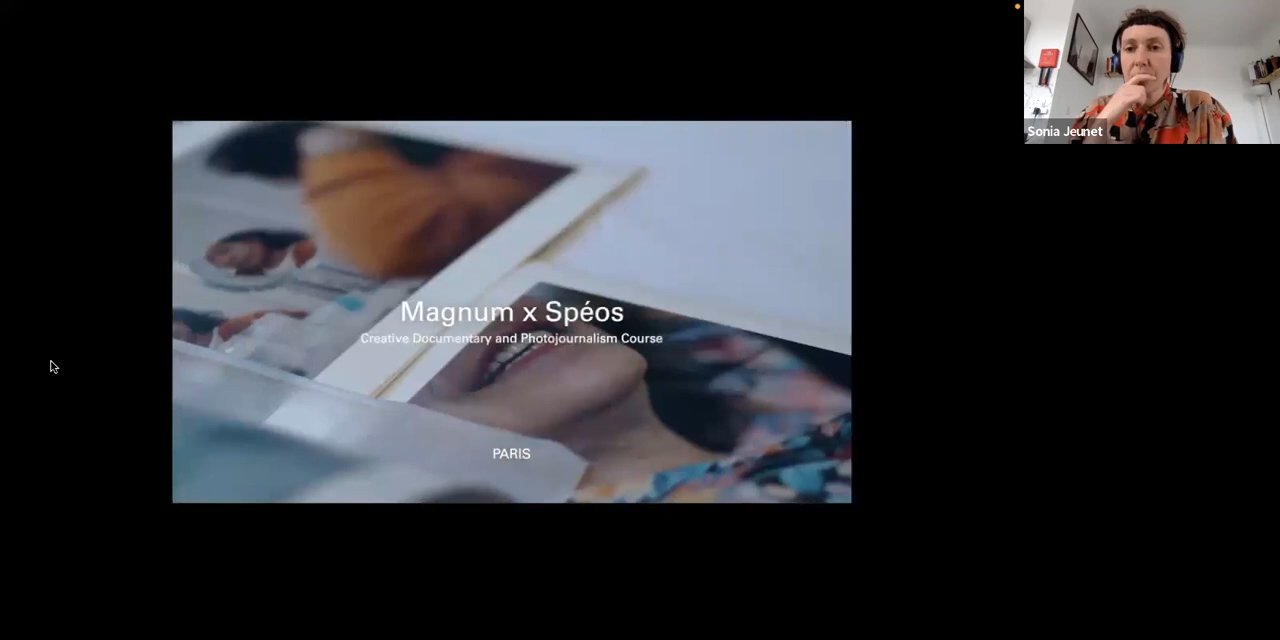 Magnum x Spéos
Creative Documentary and Photojournalism Course
PARIS
Sonia Jeunet